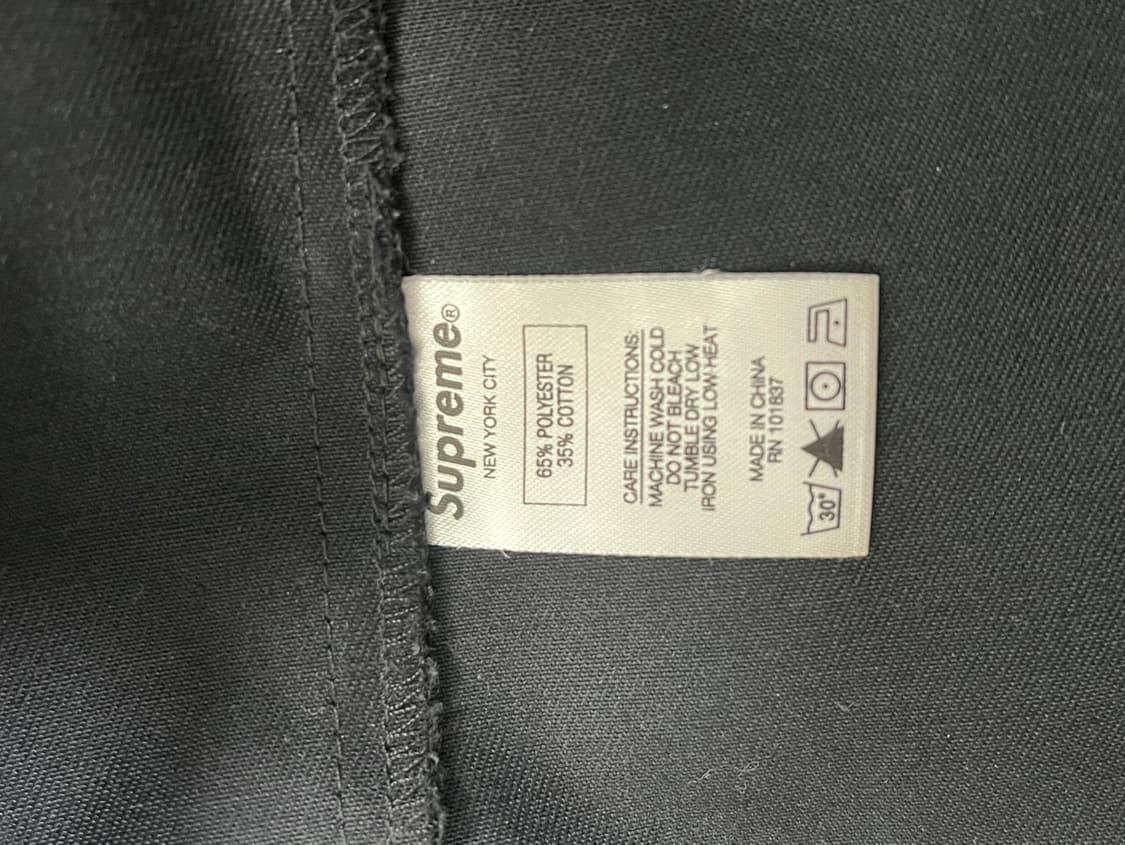 Supreme®
NEW YORK CITY
65% POLYESTER
35% COTTON
CARE INSTRUCTIONS:
MACHINE WASH COLD
DO NOT BLEACH
TUMBLE DRY LOW
IRON USING LOW HEAT
MADE IN CHINA
RN 101837
30°